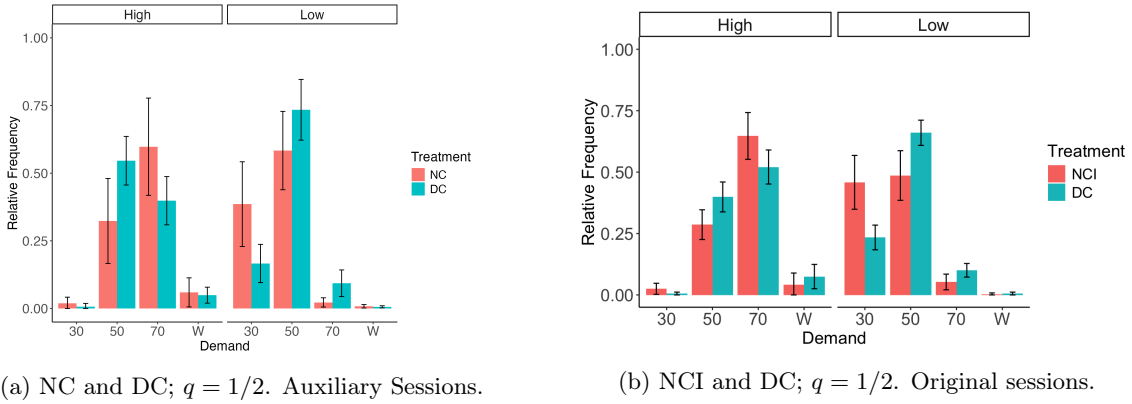 High Low
1.00
0.75
0.50
0.25
0.00
Relative Frequency
30 50 70 W 30 50 70 W
Demand
Treatment
NC
DC
(a) NC and DC; q = 1/2. Auxiliary Sessions.
High Low
1.00
0.75
0.50
0.25
0.00
Relative Frequency
30 50 70 W 30 50 70 W
Demand
Treatment
NCI
DC
(b) NCI and DC; q = 1/2. Original sessions.